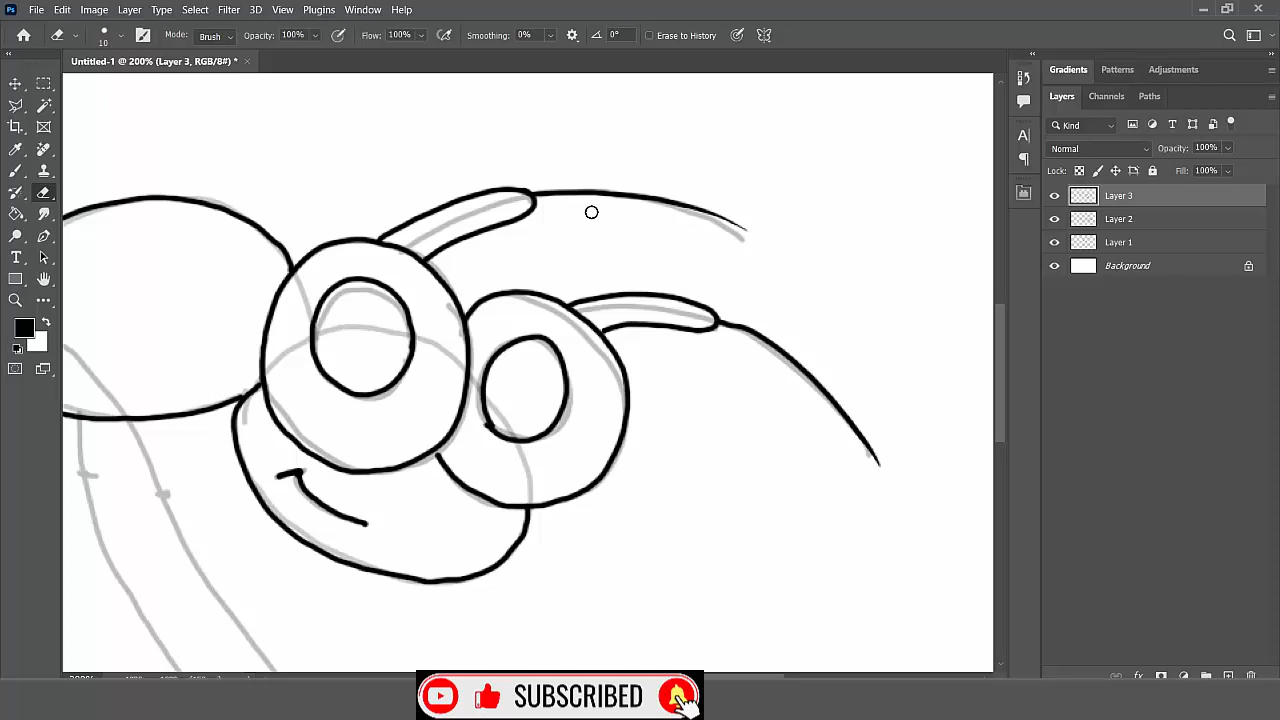 Ps File Edit Image Layer Type Select Filter 3D View Plugins Window Help
10 Mode: Brush Opacity: 100% Flow: 100% Smoothing: 0% 0° Erase to History
Untitled-1 @ 200% (Layer 3, RGB/8#) * ×
Gradients Patterns Adjustments
Layers Channels Paths
Kind
Normal Opacity: 100%
Lock: Fill: 100%
Layer 3
Layer 2
Layer 1
Background
SUBSCRIBED